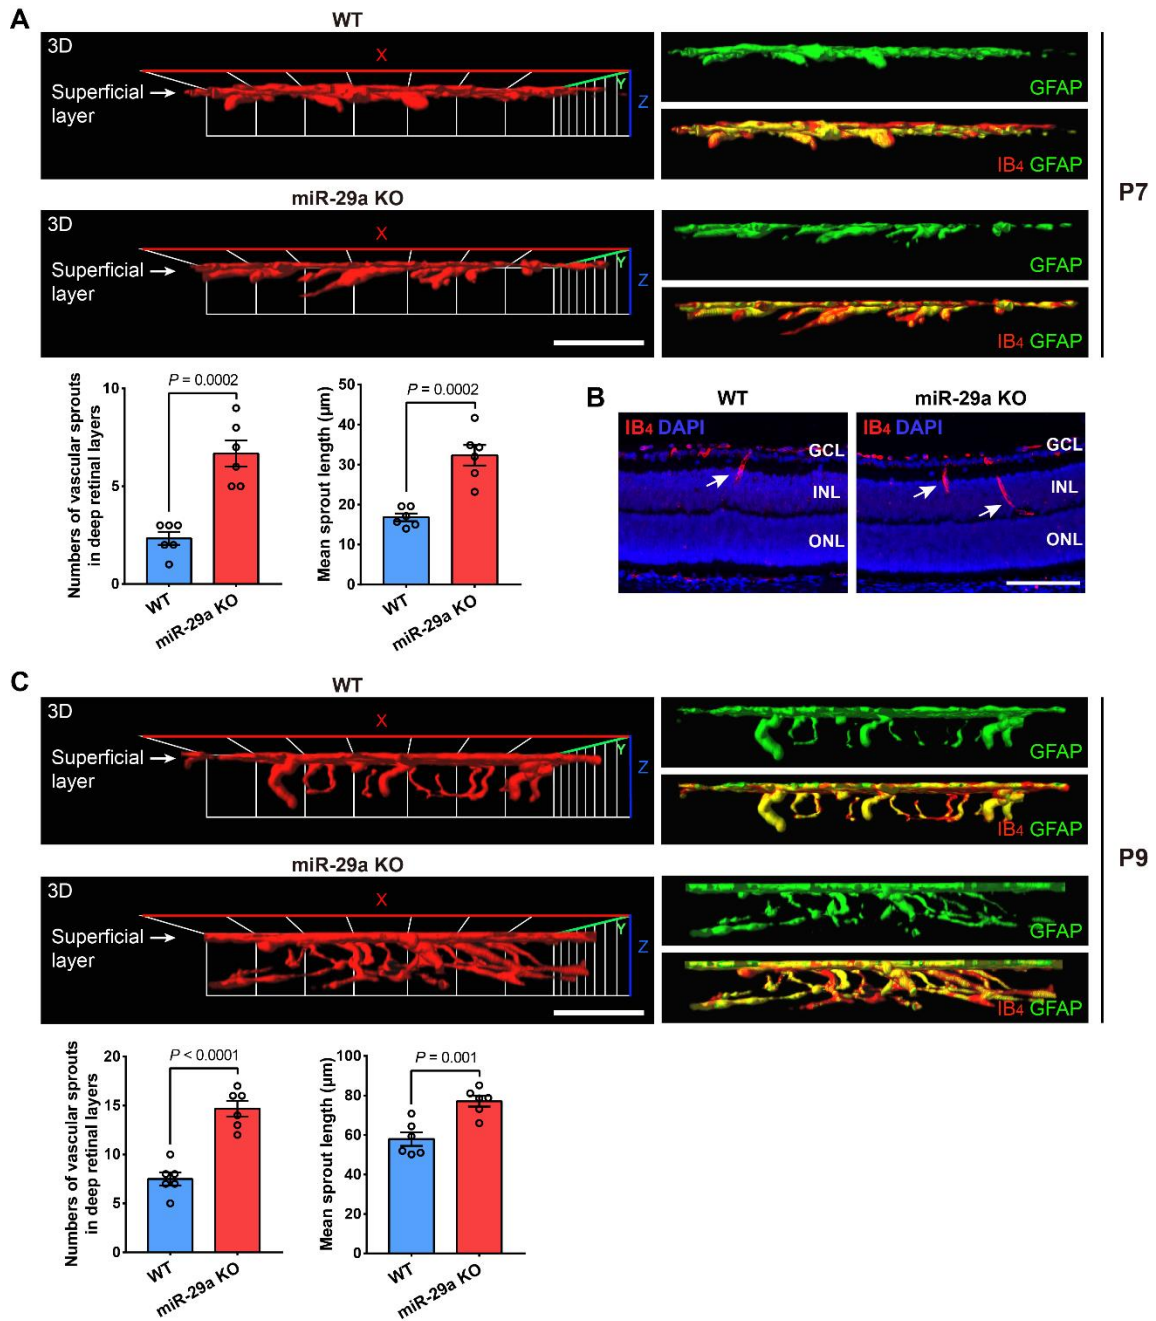 A
WT
3D
X
Y
Z
Superficial
layer
GFAP
IB4 GFAP
miR-29a KO
3D
X
Y
Z
Superficial
layer
GFAP
IB4 GFAP
P7
Numbers of vascular sprouts
in deep retinal layers
10
5
0
P = 0.0002
WT
miR-29a KO
Mean sprout length (μm)
50
40
30
20
10
0
P = 0.0002
WT
miR-29a KO
B
WT
IB4 DAPI
GCL
INL
ONL
miR-29a KO
IB4 DAPI
GCL
INL
ONL
C
WT
3D
X
Y
Z
Superficial
layer
GFAP
IB4 GFAP
miR-29a KO
3D
X
Y
Z
Superficial
layer
GFAP
IB4 GFAP
P9
Numbers of vascular sprouts
in deep retinal layers
20
15
10
5
0
P < 0.0001
WT
miR-29a KO
Mean sprout length (μm)
100
80
60
40
20
0
P = 0.001
WT
miR-29a KO